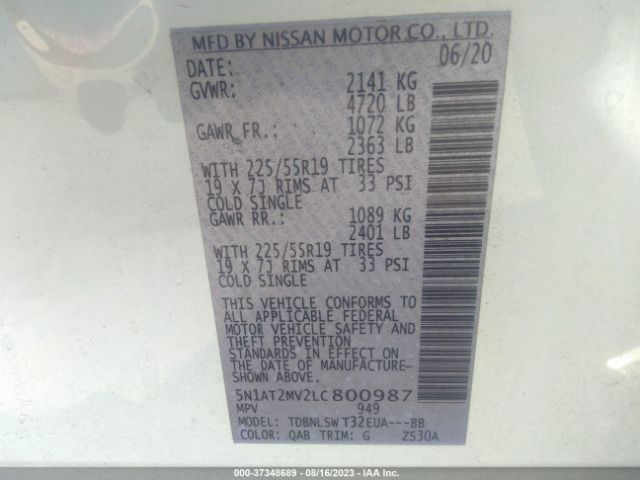 MFD BY NISSAN MOTOR CO., LTD.
DATE: 06/20
GVWR: 2141 KG
4720 LB
GAWR FR.: 1072 KG
2363 LB
WITH 225/55R19 TIRES
19 X 7J RIMS AT 33 PSI
COLD SINGLE
GAWR RR.: 1089 KG
2401 LB
WITH 225/55R19 TIRES
19 X 7J RIMS AT 33 PSI
COLD SINGLE
THIS VEHICLE CONFORMS TO
ALL APPLICABLE FEDERAL
MOTOR VEHICLE SAFETY AND
THEFT PREVENTION
STANDARDS IN EFFECT ON
THE DATE OF MANUFACTURE-
SHOWN ABOVE.
5N1AT2MV2LC800987
MPV 949
MODEL: TDBNLSW T32EUA---BB
COLOR: QAB TRIM: G ZS30A
000-37348689 - 08/16/2023 - IAA Inc.